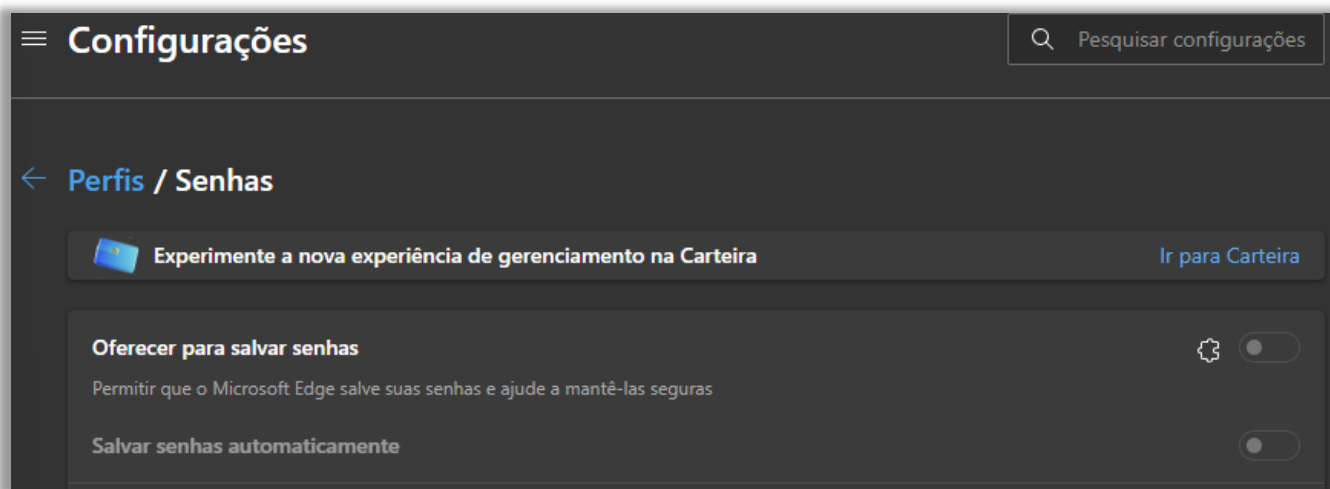 Configurações
Pesquisar configurações
Perfis / Senhas
Experimente a nova experiência de gerenciamento na Carteira
Ir para Carteira
Oferecer para salvar senhas
Permitir que o Microsoft Edge salve suas senhas e ajude a mantê-las seguras
Salvar senhas automaticamente